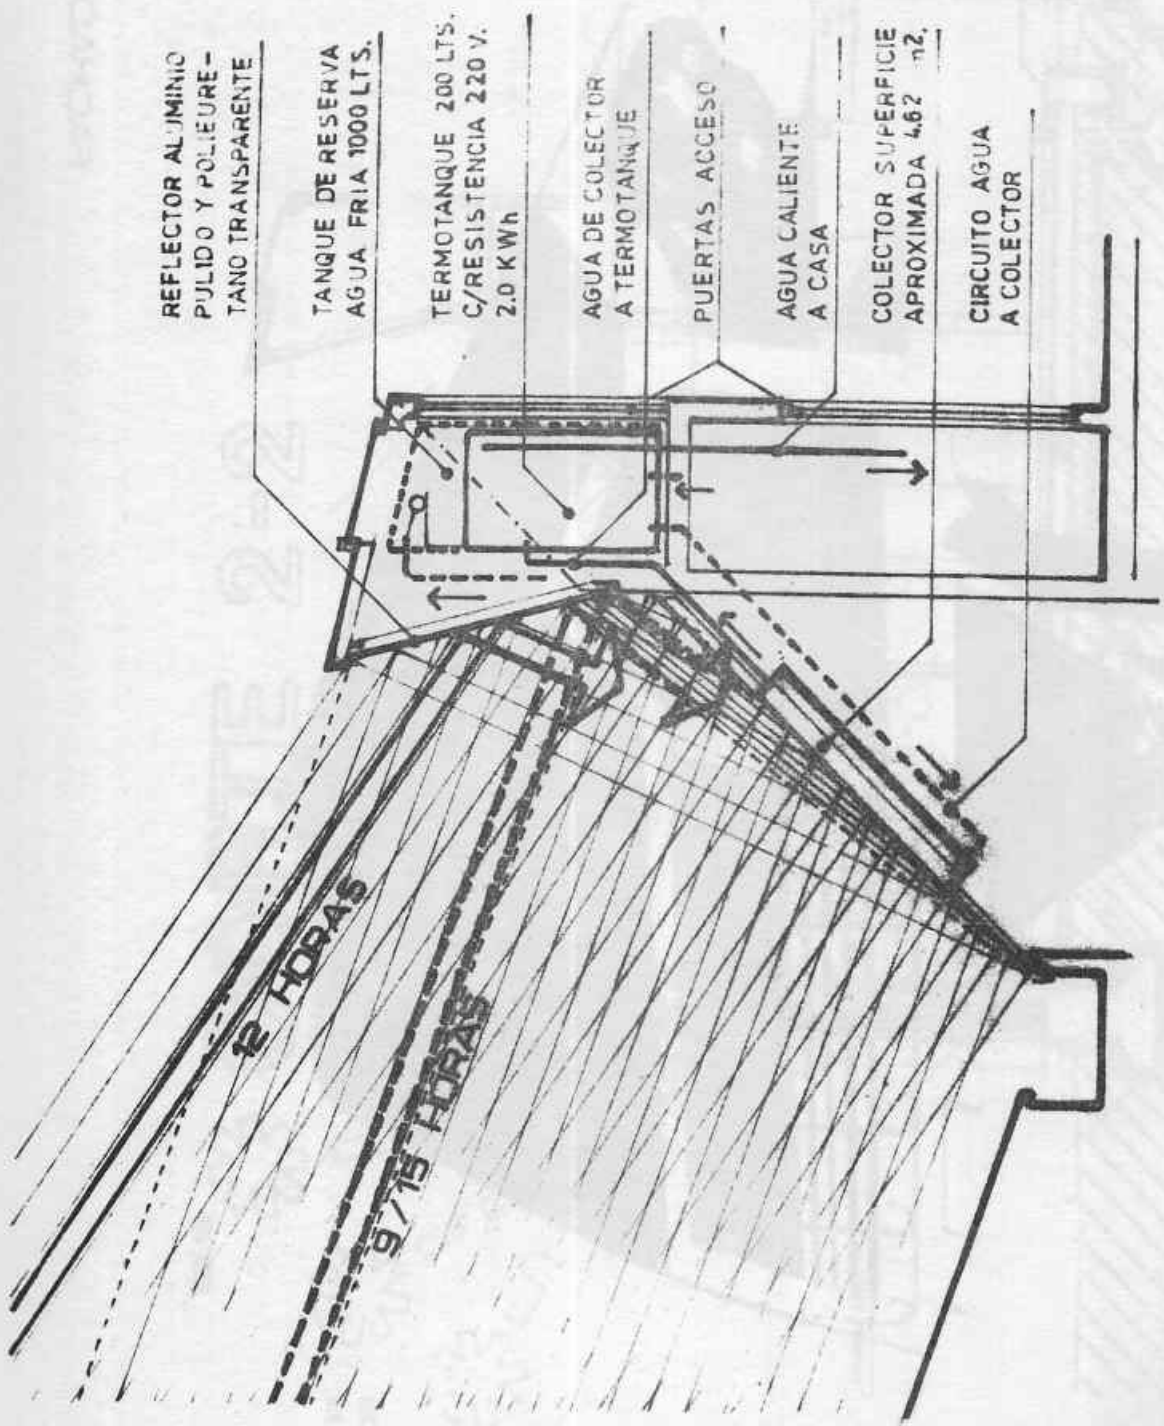 REFLECTOR ALUMINIO
PULIDO Y POLIEURE-
TANO TRANSPARENTE
TANQUE DE RESERVA
AGUA FRIA 1000 LTS.
TERMOTANQUE 200 LTS.
C/RESISTENCIA 220 V.
2.0 KWh
AGUA DE COLECTOR
A TERMOTANQUE
PUERTAS ACCESO
AGUA CALIENTE
A CASA
COLECTOR SUPERFICIE
APROXIMADA 4.62 m2,
CIRCUITO AGUA
A COLECTOR
12 HORAS
9/15 HORAS